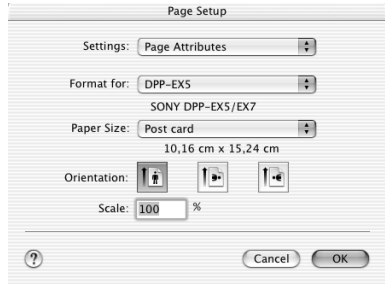 Page Setup
Settings: Page Attributes
Format for: DPP-EX5
SONY DPP-EX5/EX7
Paper Size: Post card
10,16 cm x 15,24 cm
Orientation:
Scale: 100 %
? Cancel OK